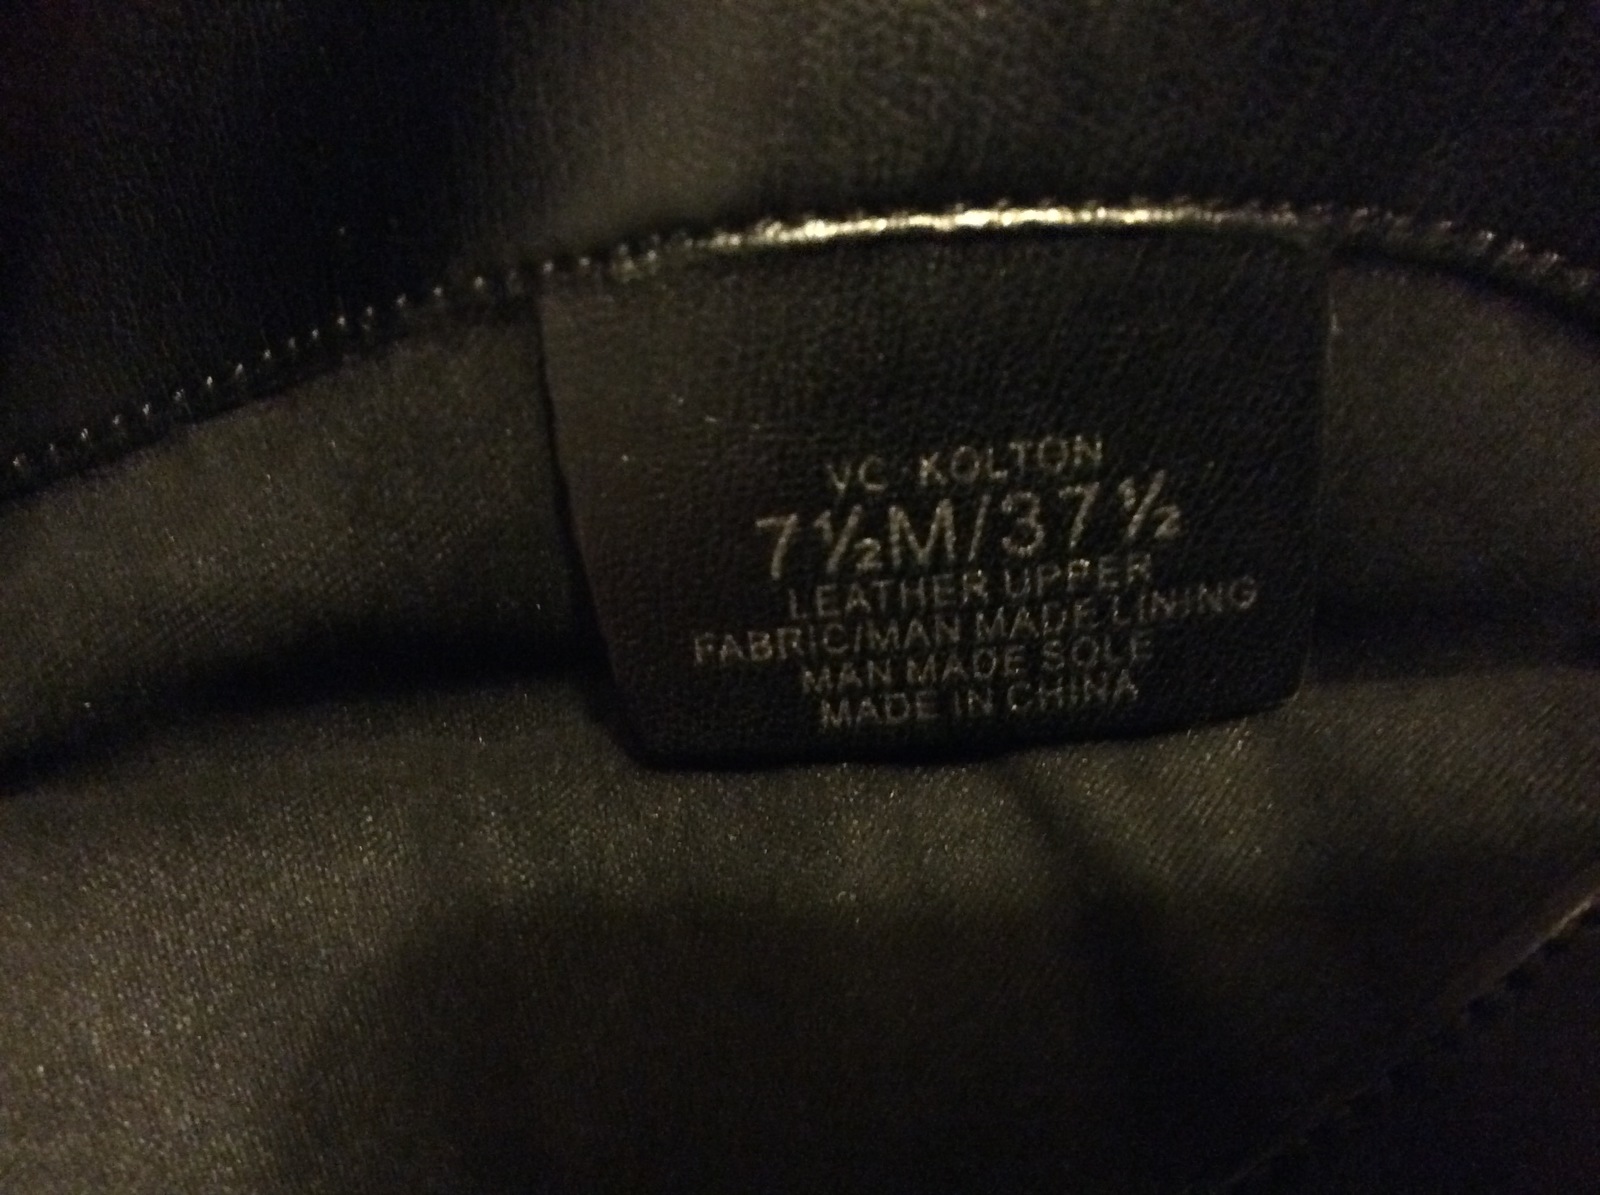 VC KOLTON
7½M/37½
LEATHER UPPER
FABRIC/MAN MADE LINING
MAN MADE SOLE
MADE IN CHINA